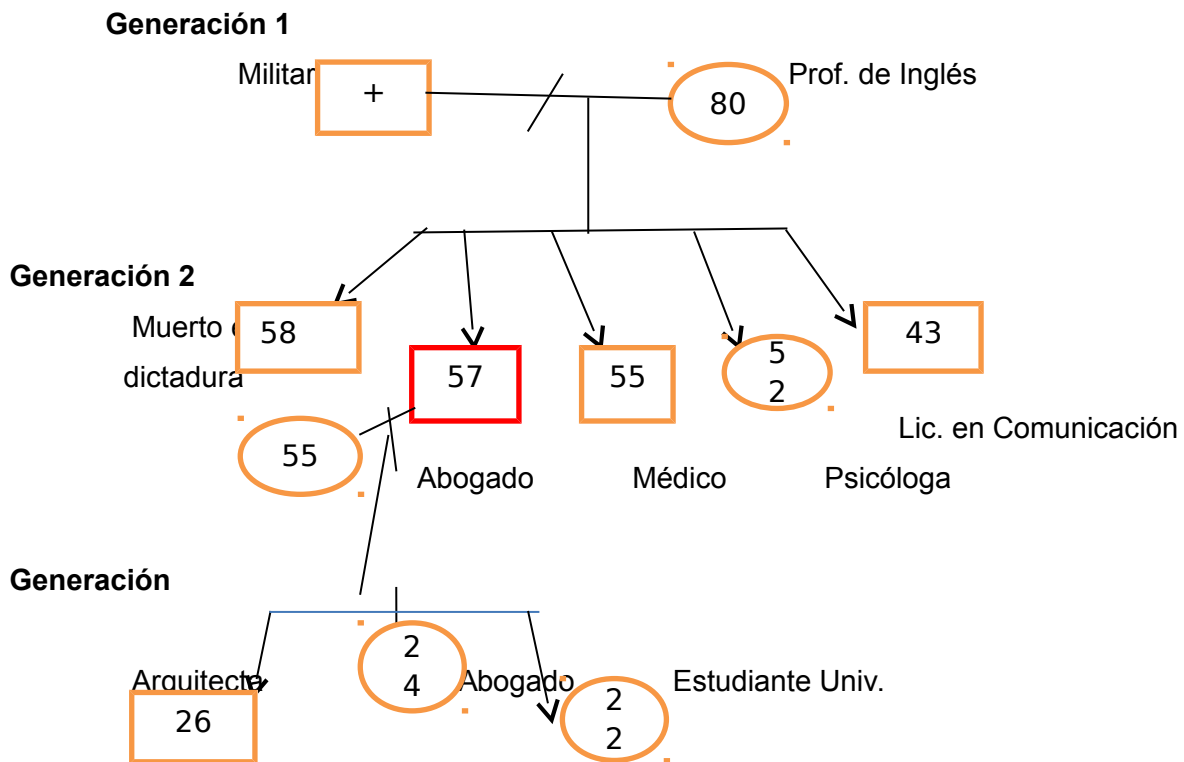 Generación 1
Militar
+
80
Prof. de Inglés
Generación 2
Muerto
dictadura
58
57
55
5
2
43
55
Lic. en Comunicación
Abogado
Médico
Psicóloga
Generación
Arquitecta
26
2
4
Abogado
2
2
Estudiante Univ.